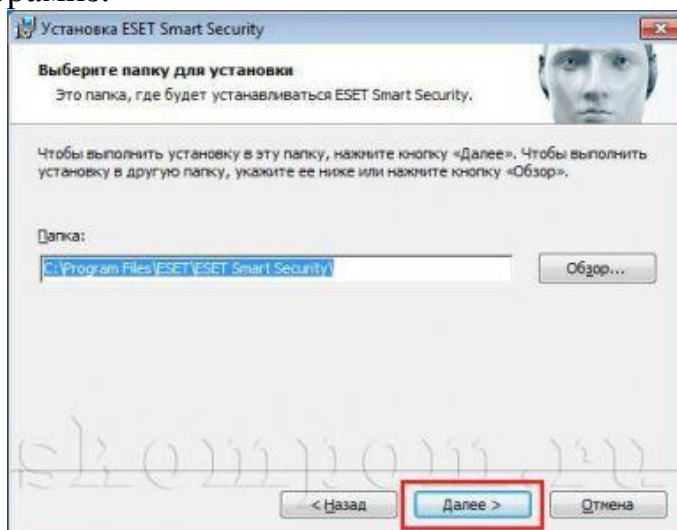 Установка ESET Smart Security
Выберите папку для установки
Это папка, где будет устанавливаться ESET Smart Security.
Чтобы выполнить установку в эту папку, нажмите кнопку «Далее». Чтобы выполнить
установку в другую папку, укажите ее ниже или нажмите кнопку «Обзор».
Папка:
C:\Program Files\ESET\ESET Smart Security\
Обзор...
skompom.ru
< Назад
Далее >
Отмена